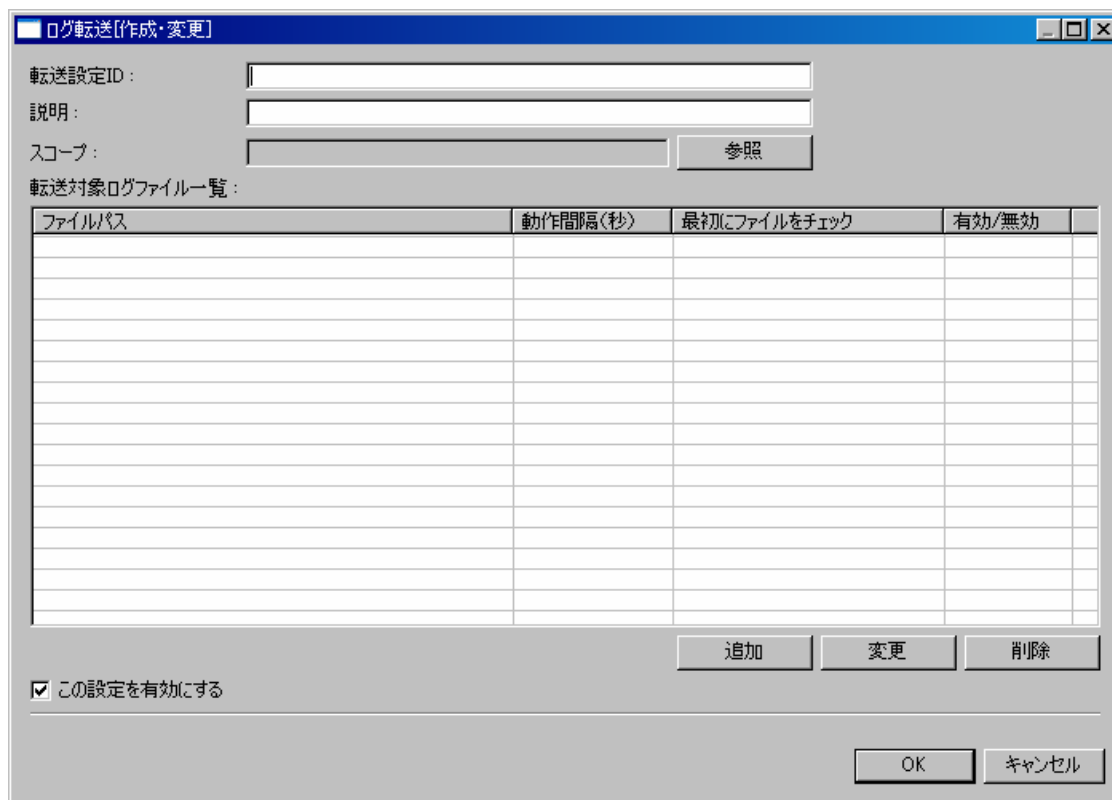 ログ転送[作成・変更]
転送設定ID：
説明：
スコープ：
参照
転送対象ログファイル一覧：
ファイルパス 動作間隔(秒) 最初にファイルをチェック 有効/無効
追加 変更 削除
この設定を有効にする
OK キャンセル